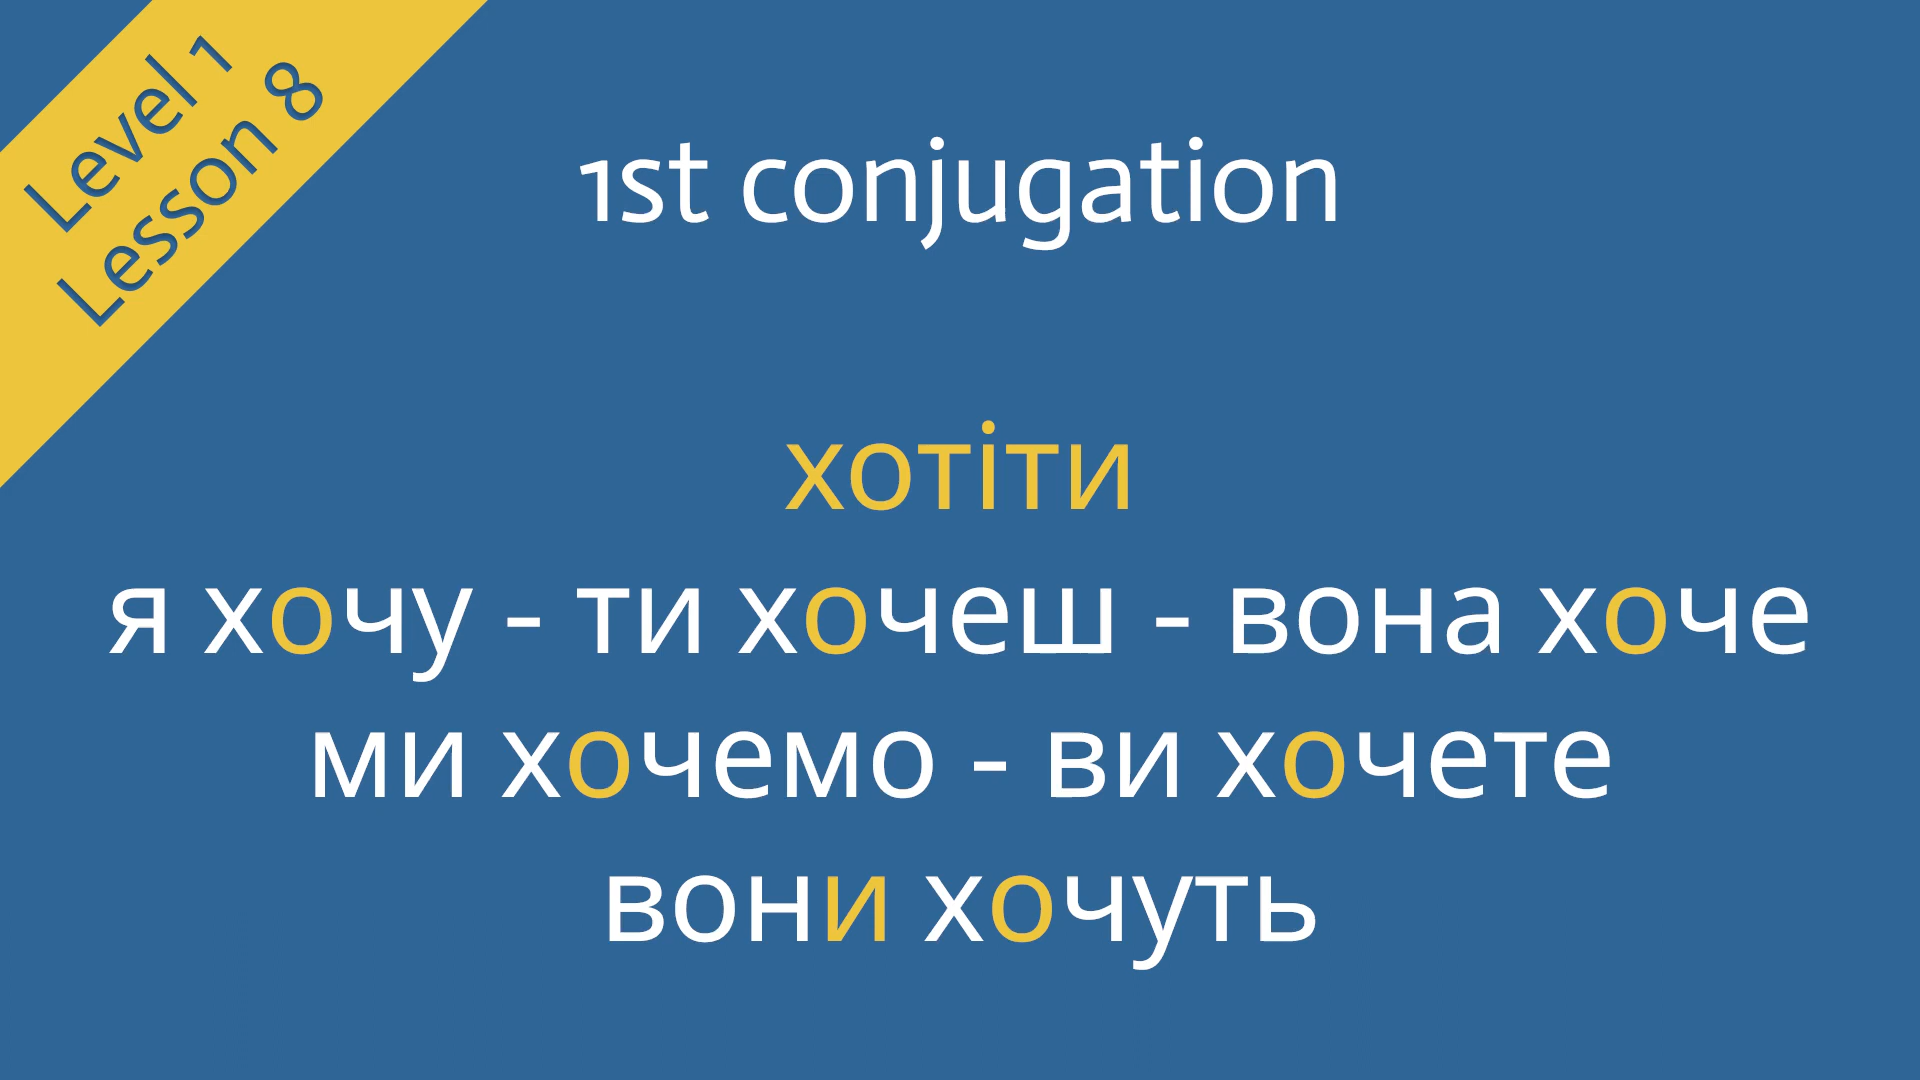 Level 1
Lesson 8
1st conjugation
хотіти
я хочу - ти хочеш - вона хоче
ми хочемо - ви хочете
вони хочуть